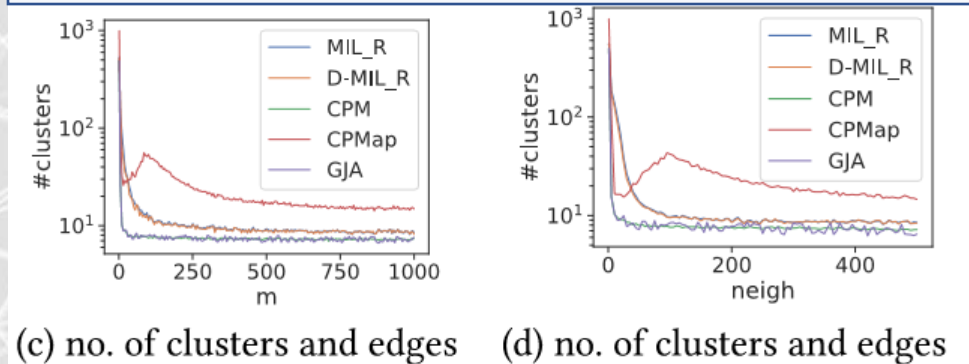 10³
10²
10¹
#clusters
MIL_R
D-MIL_R
CPM
CPMap
GJA
0 250 500 750 1000
m
10³
10²
10¹
#clusters
MIL_R
D-MIL_R
CPM
CPMap
GJA
0 200 400
neigh
(c) no. of clusters and edges
(d) no. of clusters and edges